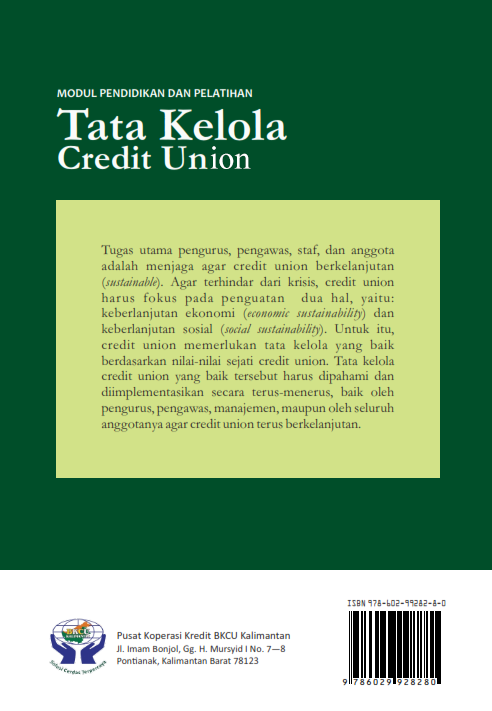 MODUL PENDIDIKAN DAN PELATIHAN
Tata Kelola
Credit Union
Tugas utama pengurus, pengawas, staf, dan anggota
adalah menjaga agar credit union berkelanjutan
(sustainable). Agar terhindar dari krisis, credit union
harus fokus pada penguatan dua hal, yaitu:
keberlanjutan ekonomi (economic sustainability) dan
keberlanjutan sosial (social sustainability). Untuk itu,
credit union memerlukan tata kelola yang baik
berdasarkan nilai-nilai sejati credit union. Tata kelola
credit union yang baik tersebut harus dipahami dan
diimplementasikan secara terus-menerus, baik oleh
pengurus, pengawas, manajemen, maupun oleh seluruh
anggotanya agar credit union terus berkelanjutan.
ISBN 978-602-99282-8-0
BKCU
KALIMANTAN
Solusi Cerdas Terpercaya
Pusat Koperasi Kredit BKCU Kalimantan
Jl. Imam Bonjol, Gg. H. Mursyid I No. 7—8
Pontianak, Kalimantan Barat 78123
9 786029 928280